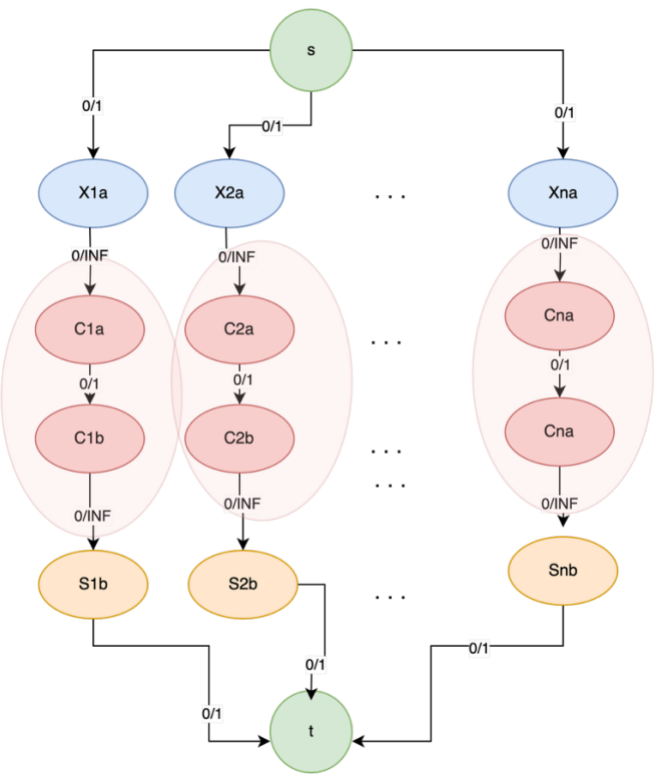 s
0/1
0/1
0/1
X1a
X2a
. . .
Xna
0/INF
0/INF
0/INF
C1a
C2a
. . .
Cna
0/1
0/1
0/1
C1b
C2b
. . .
Cna
. . .
0/INF
0/INF
0/INF
S1b
S2b
. . .
Snb
0/1
0/1
0/1
t